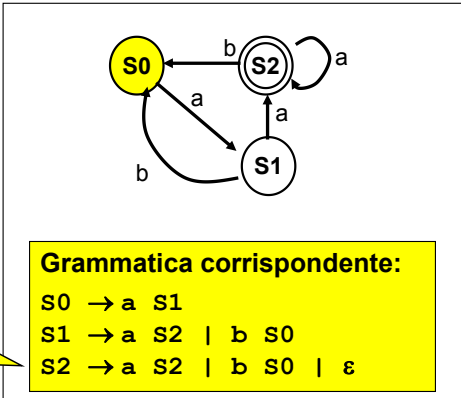 S0
b
S2
a
a
a
b
S1
Grammatica corrispondente:
S0 → a S1
S1 → a S2 | b S0
S2 → a S2 | b S0 | ε